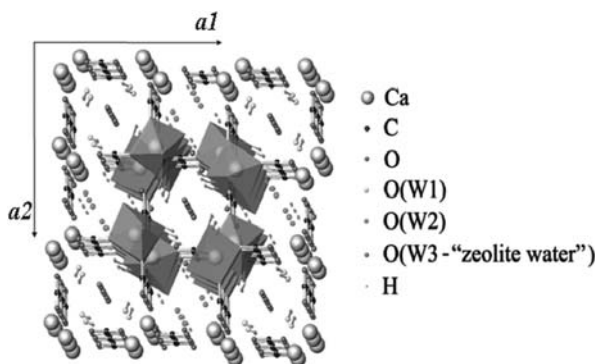 a1
a2
Ca
C
O
O(W1)
O(W2)
O(W3-"zeolite water")
H